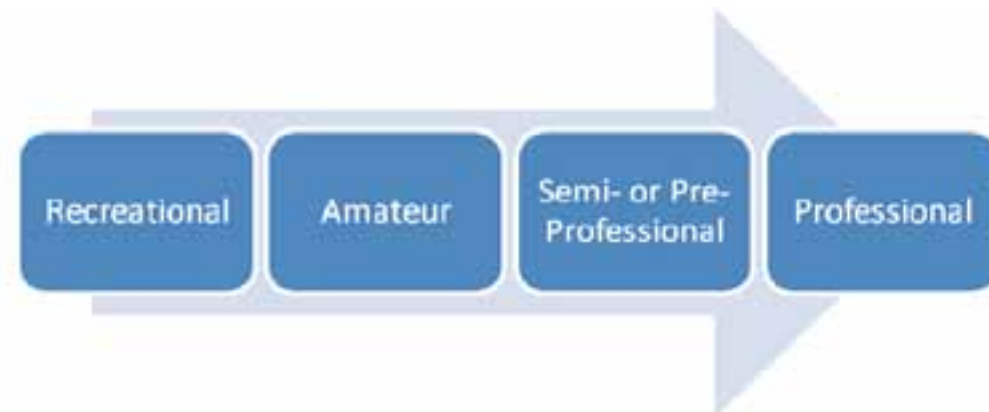 Recreational
Amateur
Semi- or Pre-
Professional
Professional